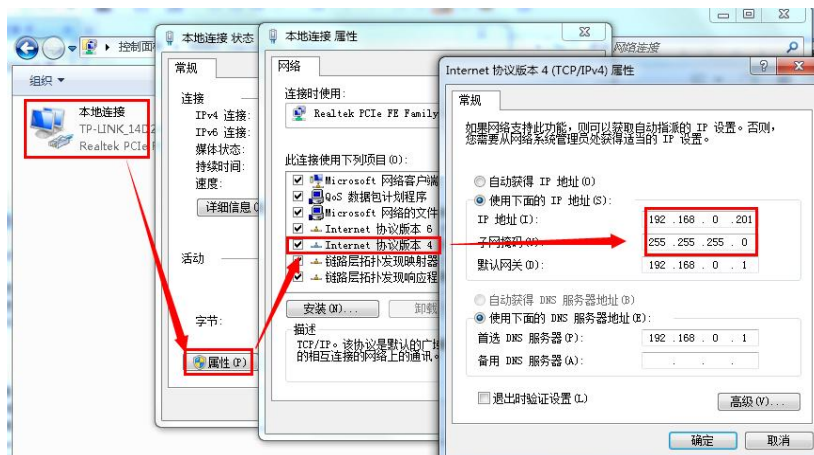 控制面
网络连接
组织
本地连接
TP-LINK_14D2
Realtek PCIe F
本地连接 状态
常规
连接
IPv4 连接:
IPv6 连接:
媒体状态:
持续时间:
速度:
详细信息(
活动
字节:
属性(P)
本地连接 属性
网络
连接时使用:
Realtek PCIe FE Family
此连接使用下列项目(O):
Microsoft 网络客户端
QoS 数据包计划程序
Microsoft 网络的文件
Internet 协议版本 6
Internet 协议版本 4
链路层拓扑发现映射器
链路层拓扑发现响应程
安装(N)...
卸载
描述
TCP/IP。该协议是默认的广域
的相互连接的网络上的通讯。
Internet 协议版本 4 (TCP/IPv4) 属性
常规
如果网络支持此功能，则可以获取自动指派的 IP 设置。否则，
您需要从网络系统管理员处获得适当的 IP 设置。
自动获得 IP 地址(O)
使用下面的 IP 地址(S):
IP 地址(I): 192 .168 . 0 .201
子网掩码(U): 255 .255 .255 . 0
默认网关(D): 192 .168 . 0 . 1
自动获得 DNS 服务器地址(B)
使用下面的 DNS 服务器地址(E):
首选 DNS 服务器(P): 192 .168 . 0 . 1
备用 DNS 服务器(A): . . .
退出时验证设置(L)
高级(V)...
确定
取消